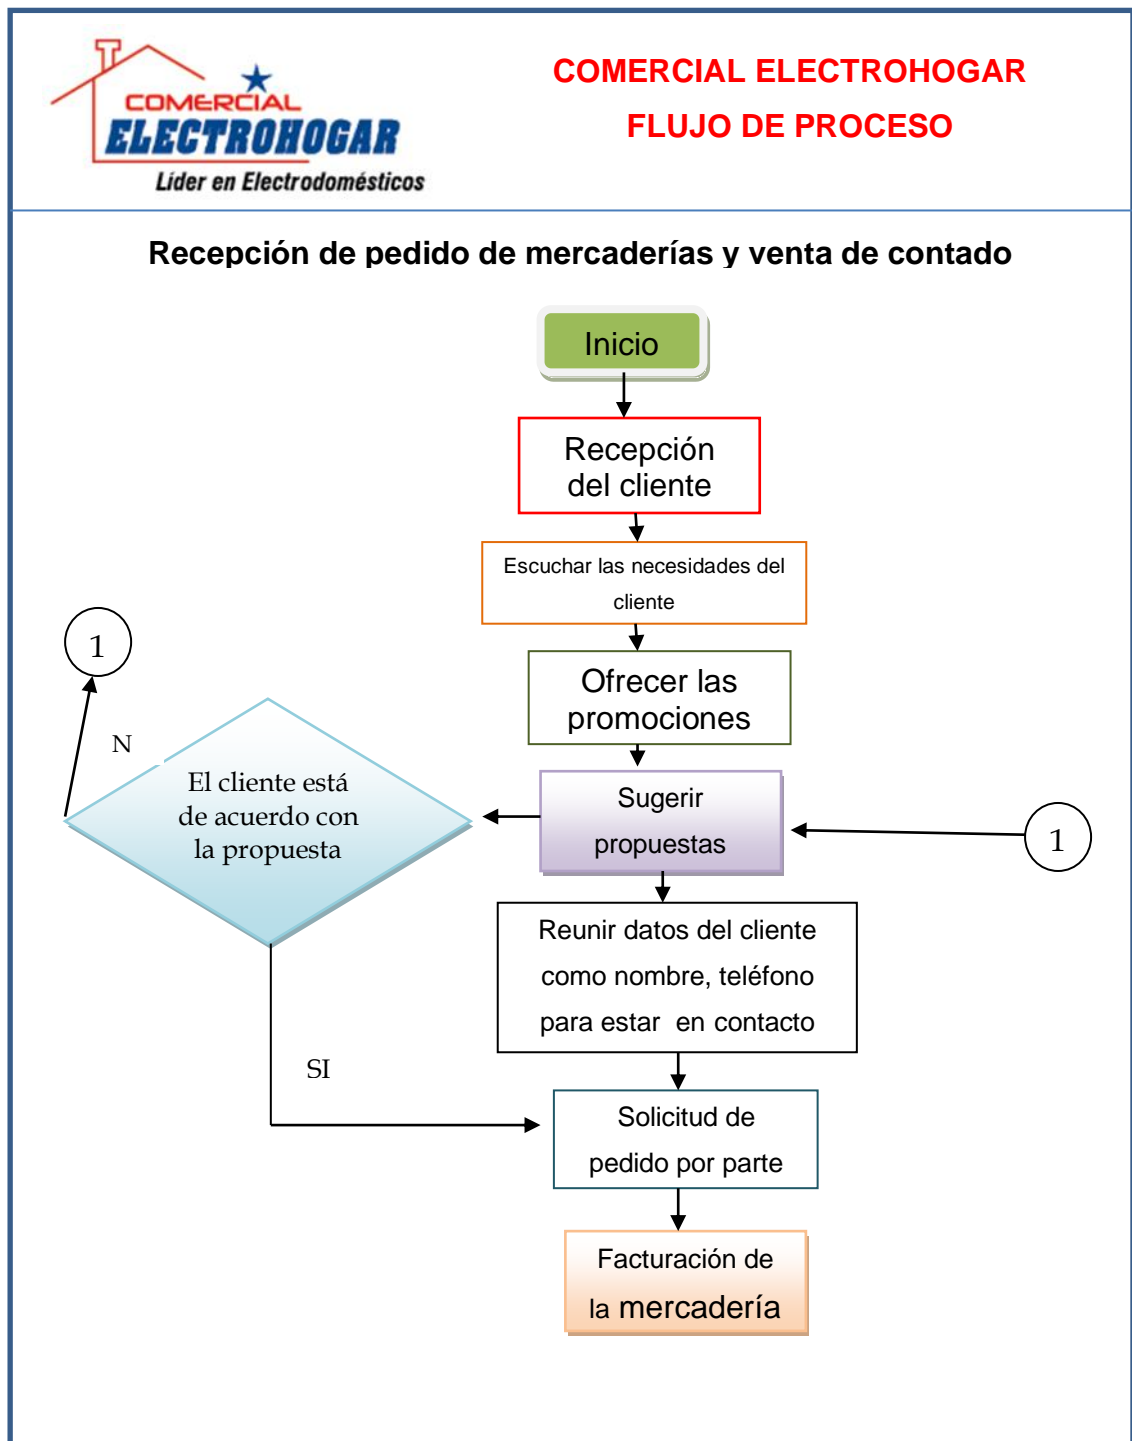 COMERCIAL
ELECTROHOGAR
Líder en Electrodomésticos
COMERCIAL ELECTROHOGAR
FLUJO DE PROCESO
Recepción de pedido de mercaderías y venta de contado
Inicio
Recepción
del cliente
Escuchar las necesidades del
cliente
1
Ofrecer las
promociones
N
El cliente está
de acuerdo con
la propuesta
Sugerir
propuestas
1
Reunir datos del cliente
como nombre, teléfono
para estar en contacto
SI
Solicitud de
pedido por parte
Facturación de
la mercadería